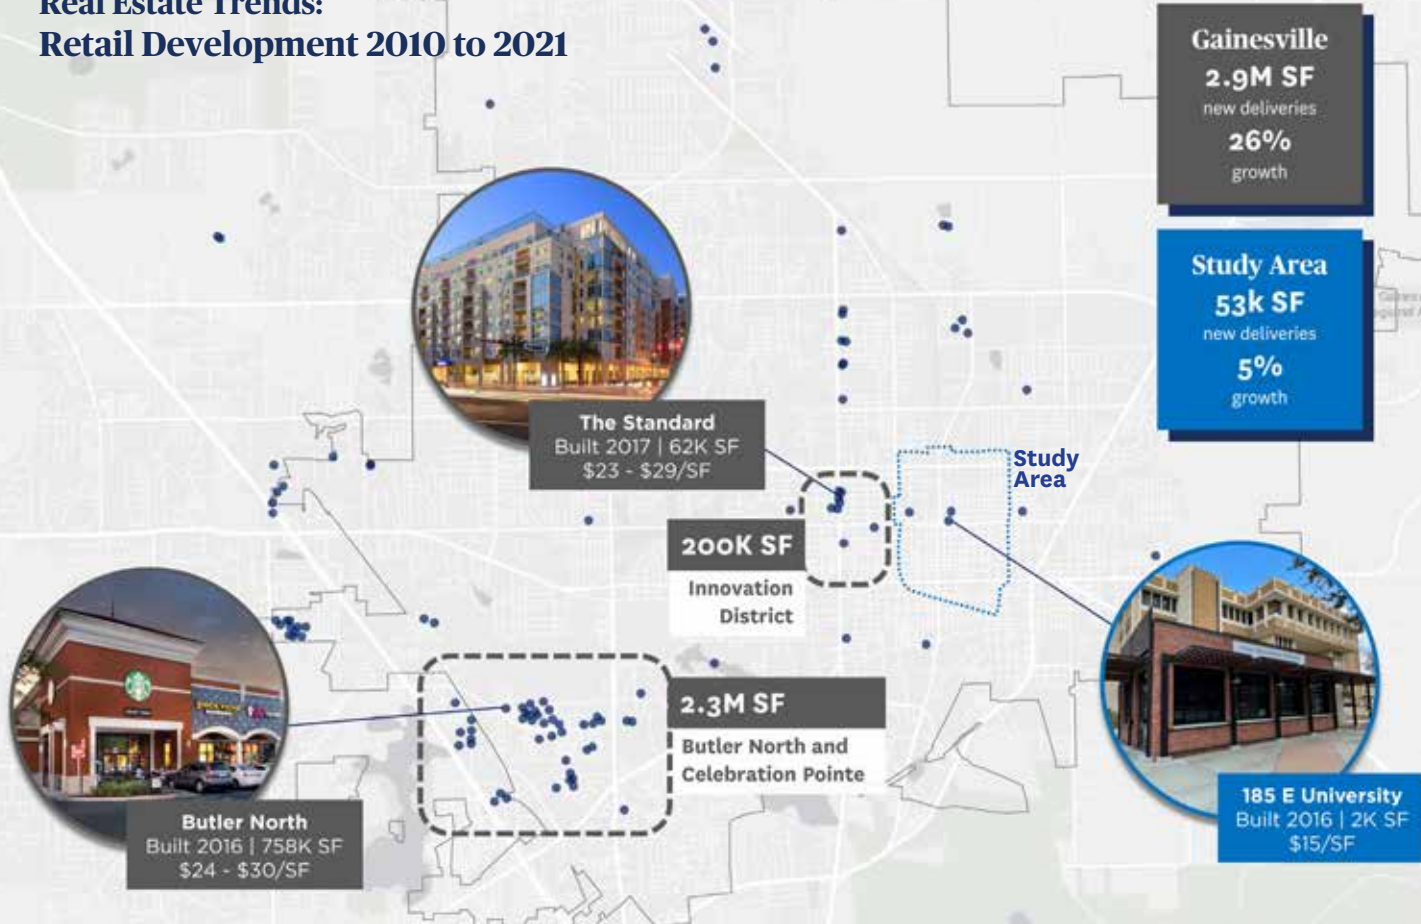 Real Estate Trends:
Retail Development 2010 to 2021
Gainesville
2.9M SF
new deliveries
26%
growth
Study Area
53k SF
new deliveries
5%
growth
The Standard
Built 2017 | 62K SF
$23 - $29/SF
Study
Area
200K SF
Innovation
District
2.3M SF
Butler North and
Celebration Pointe
Butler North
Built 2016 | 758K SF
$24 - $30/SF
185 E University
Built 2016 | 2K SF
$15/SF